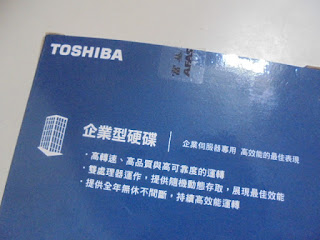 TOSHIBA
企業型硬碟 | 企業伺服器專用 高效能的最佳表現
·高轉速、高品質與高可靠度的運轉
·雙處理器運作,提供隨機動態存取,展現最佳效能
·提供全年無休不間斷,持續高效能運轉